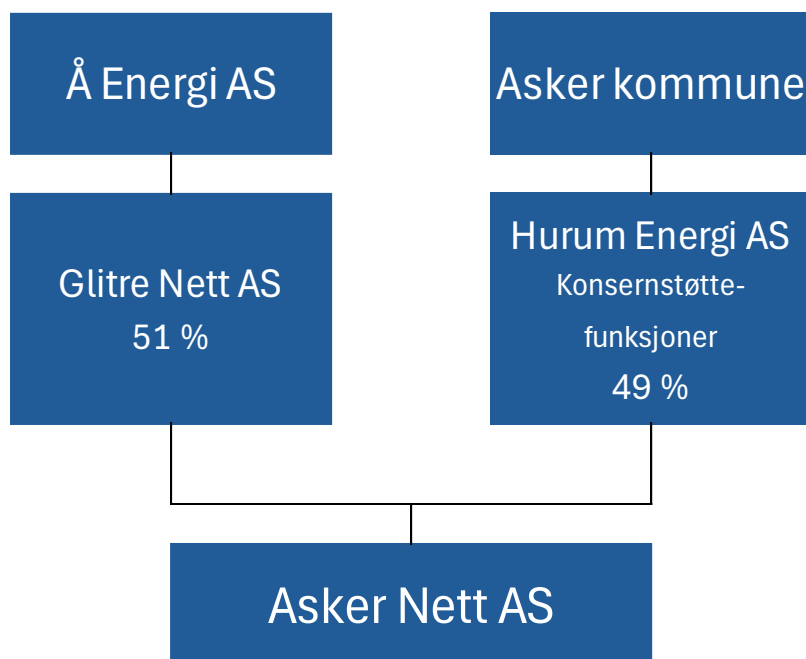 Å Energi AS
Asker kommune
Glitre Nett AS
51 %
Hurum Energi AS
Konsernstøtte-
funksjoner
49 %
Asker Nett AS